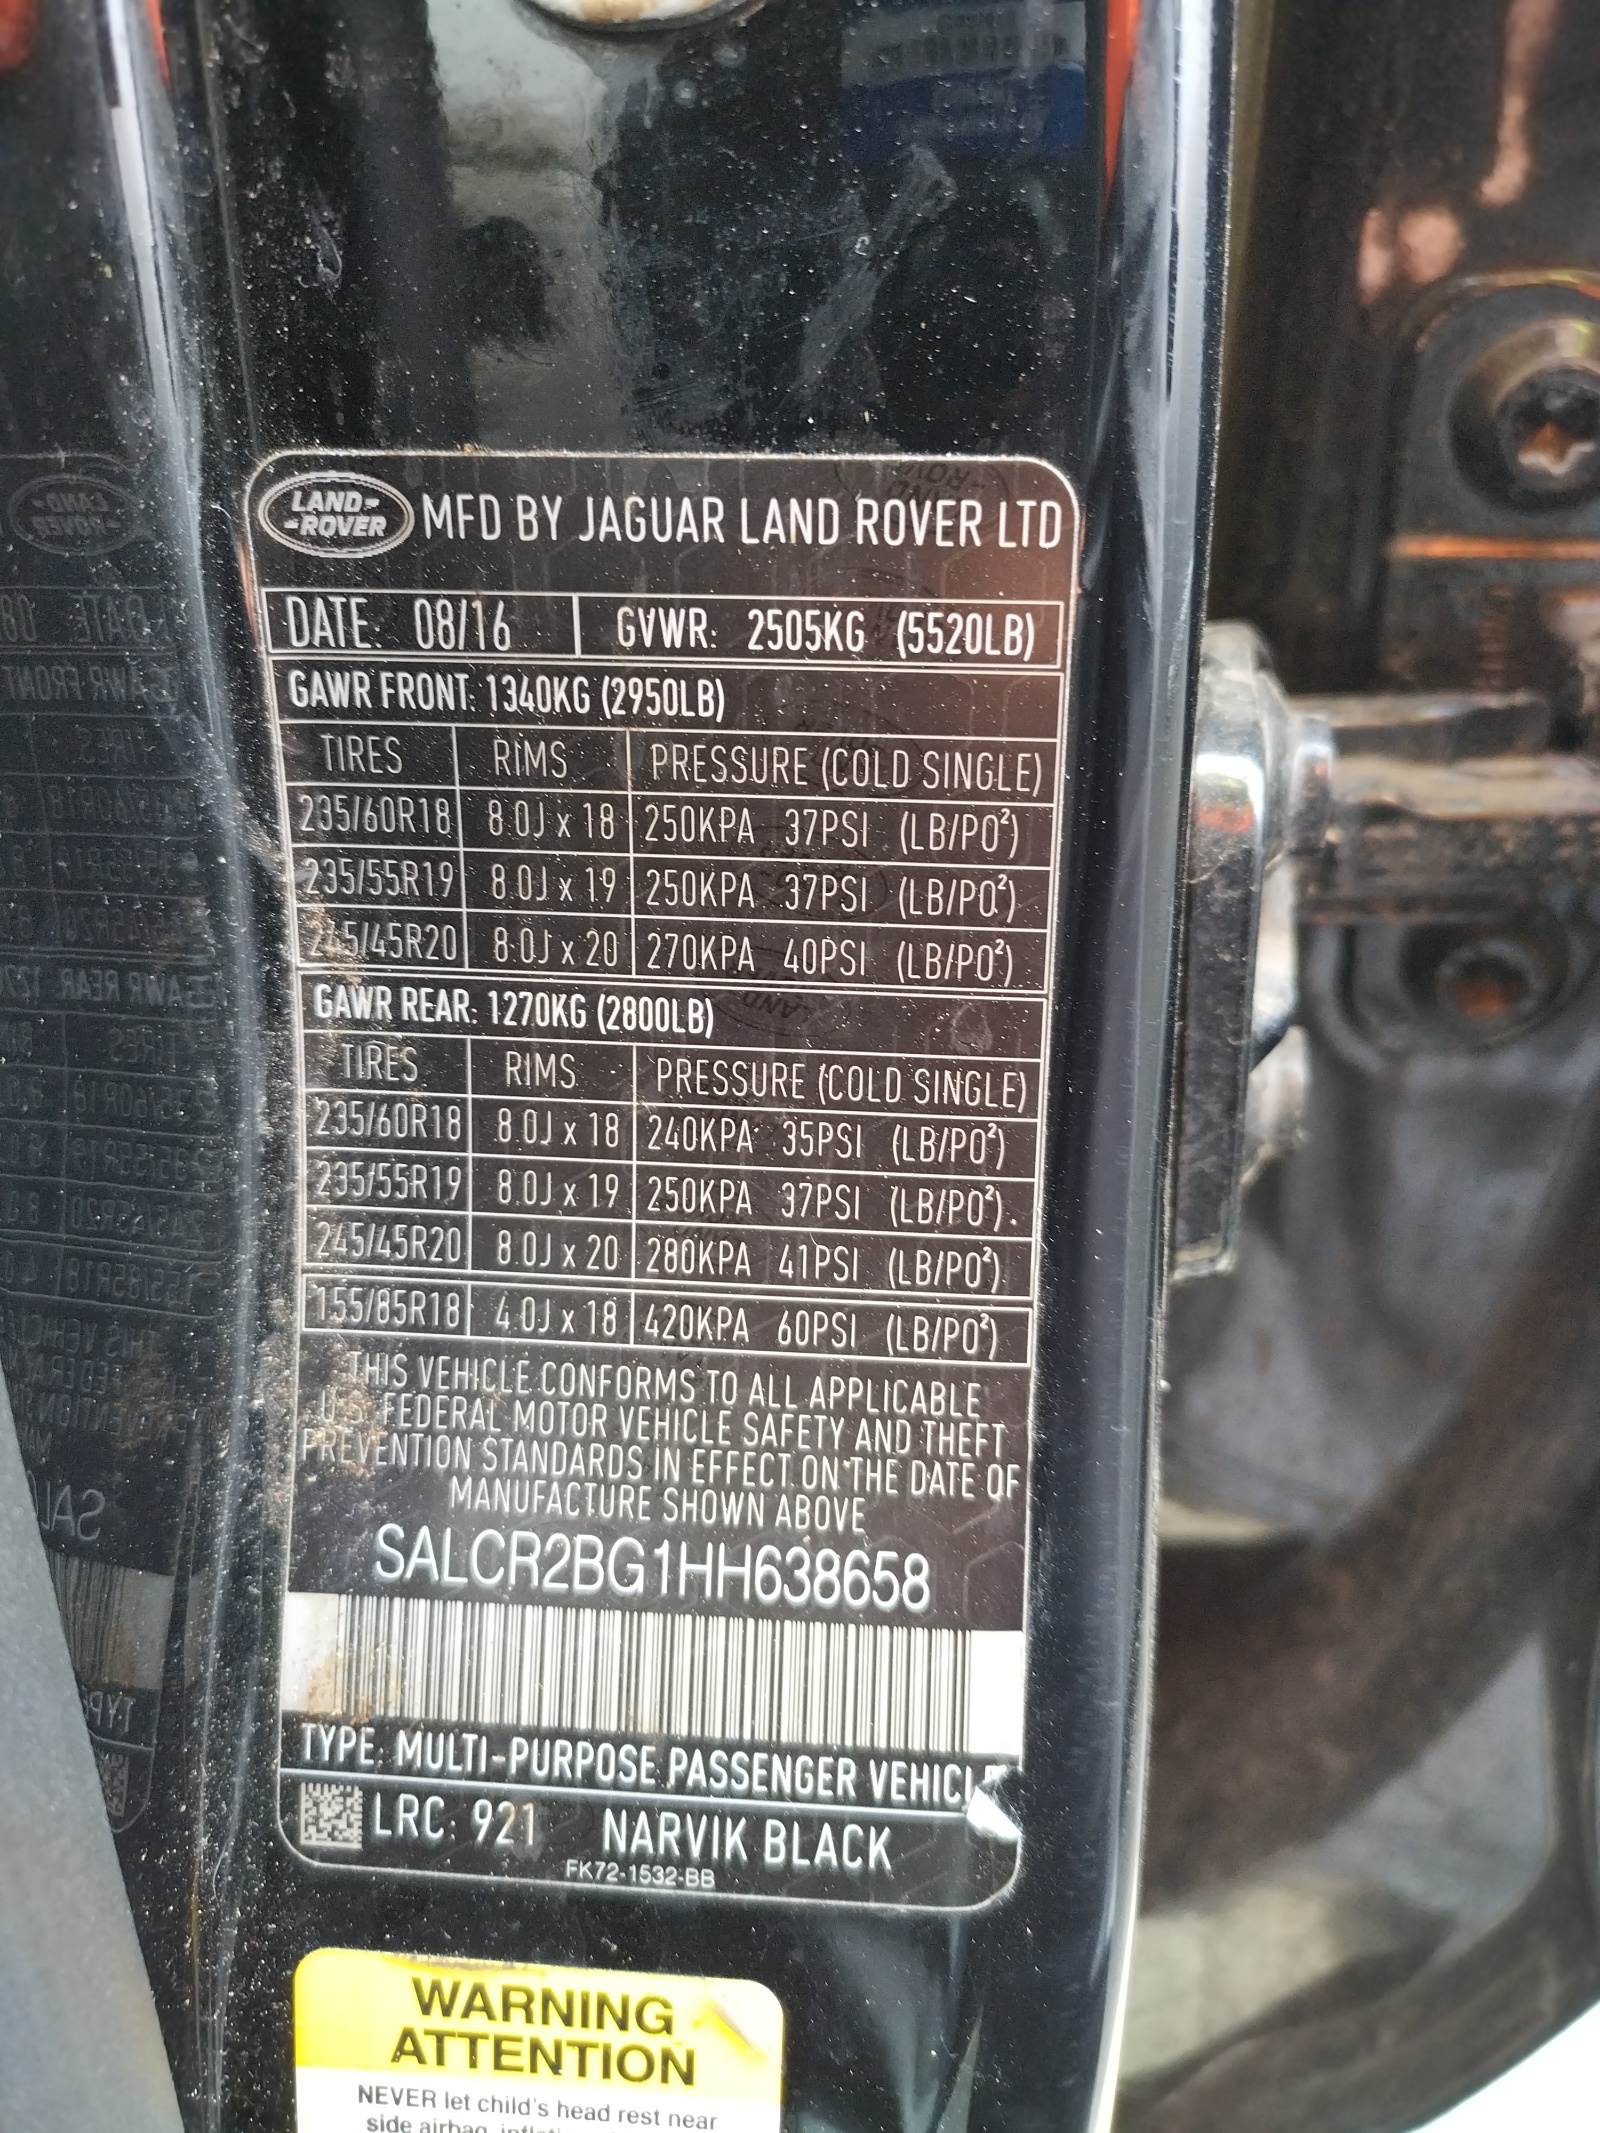 LAND-
-ROVER
MFD BY JAGUAR LAND ROVER LTD
DATE: 08/16 GVWR: 2505KG (5520LB)
GAWR FRONT: 1340KG (2950LB)
TIRES RIMS PRESSURE (COLD SINGLE)
235/60R18 8.0J x 18 250KPA 37PSI (LB/PO²)
235/55R19 8.0J x 19 250KPA 37PSI (LB/PO²)
245/45R20 8.0J x 20 270KPA 40PSI (LB/PO²)
GAWR REAR: 1270KG (2800LB)
TIRES RIMS PRESSURE (COLD SINGLE)
235/60R18 8.0J x 18 240KPA 35PSI (LB/PO²)
235/55R19 8.0J x 19 250KPA 37PSI (LB/PO²)
245/45R20 8.0J x 20 280KPA 41PSI (LB/PO²)
155/85R18 4.0J x 18 420KPA 60PSI (LB/PO²)
THIS VEHICLE CONFORMS TO ALL APPLICABLE
U.S. FEDERAL MOTOR VEHICLE SAFETY AND THEFT
PREVENTION STANDARDS IN EFFECT ON THE DATE OF
MANUFACTURE SHOWN ABOVE
SALCR2BG1HH638658
TYPE: MULTI-PURPOSE PASSENGER VEHICLE
LRC: 921 NARVIK BLACK
FK72-1532-BB
WARNING
ATTENTION
NEVER let child's head rest near
side airbag,